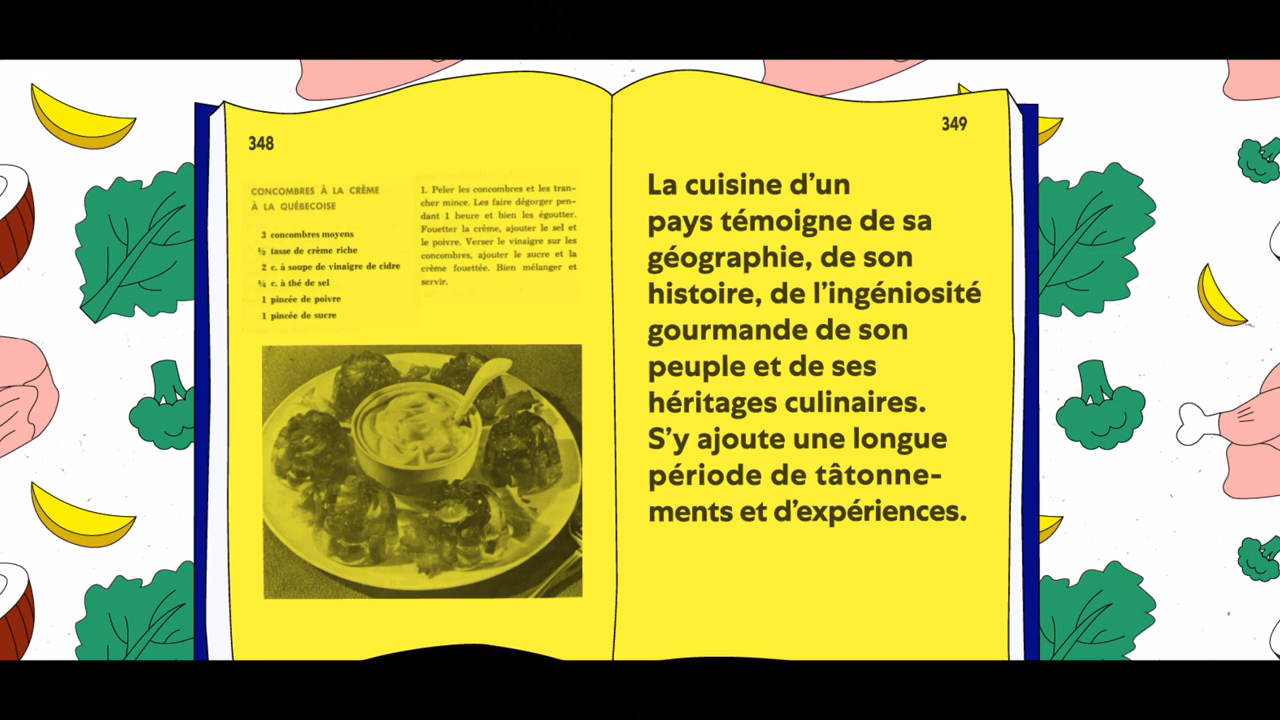 348
CONCOMBRES À LA CRÈME
À LA QUÉBECOISE
3 concombres moyens
½ tasse de crème riche
2 c. à soupe de vinaigre de cidre
¼ c. à thé de sel
1 pincée de poivre
1 pincée de sucre
1. Peler les concombres et les tran-
cher mince. Les faire dégorger pen-
dant 1 heure et bien les égoutter.
Fouetter la crème, ajouter le sel et
le poivre. Verser le vinaigre sur les
concombres, ajouter le sucre et la
crème fouettée. Bien mélanger et
servir.
349
La cuisine d’un
pays témoigne de sa
géographie, de son
histoire, de l’ingéniosité
gourmande de son
peuple et de ses
héritages culinaires.
S’y ajoute une longue
période de tâtonne-
ments et d’expériences.